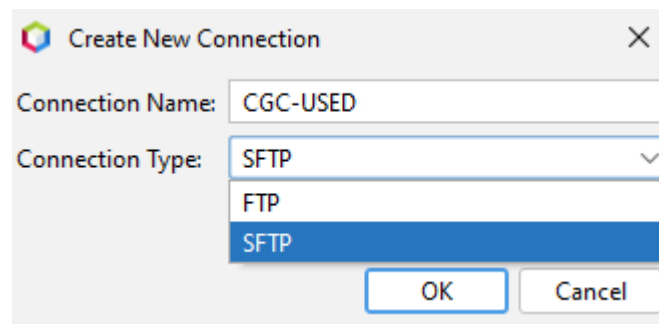 Create New Connection
Connection Name: CGC-USED
Connection Type: SFTP
FTP
SFTP
OK Cancel